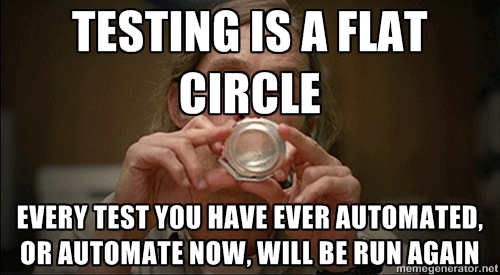 TESTING IS A FLAT
CIRCLE
EVERY TEST YOU HAVE EVER AUTOMATED,
OR AUTOMATE NOW, WILL BE RUN AGAIN
memegenerator.net